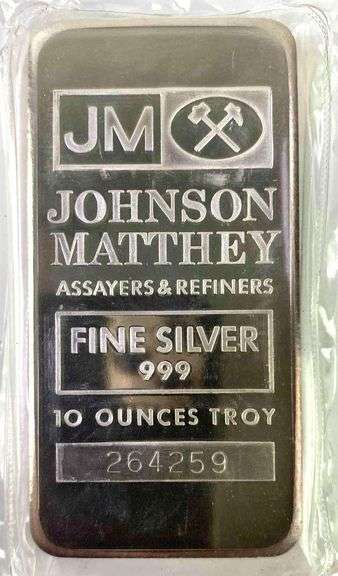 JM
JOHNSON
MATTHEY
ASSAYERS & REFINERS
FINE SILVER
999
10 OUNCES TROY
264259